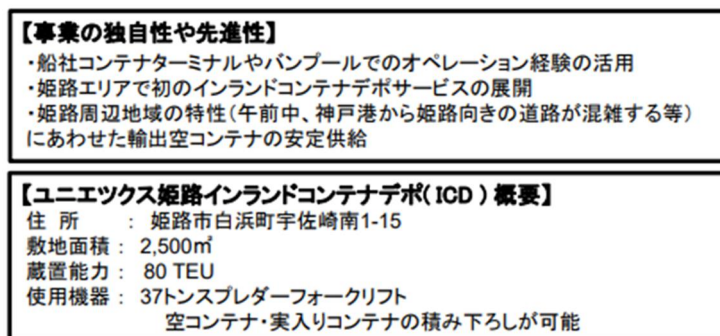 【事業の独自性や先進性】
・船社コンテナターミナルやバンプールでのオペレーション経験の活用
・姫路エリアで初のインランドコンテナデポサービスの展開
・姫路周辺地域の特性(午前中、神戸港から姫路向きの道路が混雑する等)
にあわせた輸出空コンテナの安定供給
【ユニエツクス姫路インランドコンテナデポ( ICD ) 概要】
住 所 : 姫路市白浜町宇佐崎南1-15
敷地面積 : 2,500㎡
蔵置能力 : 80 TEU
使用機器 : 37トンスプレダーフォークリフト
空コンテナ・実入りコンテナの積み下ろしが可能